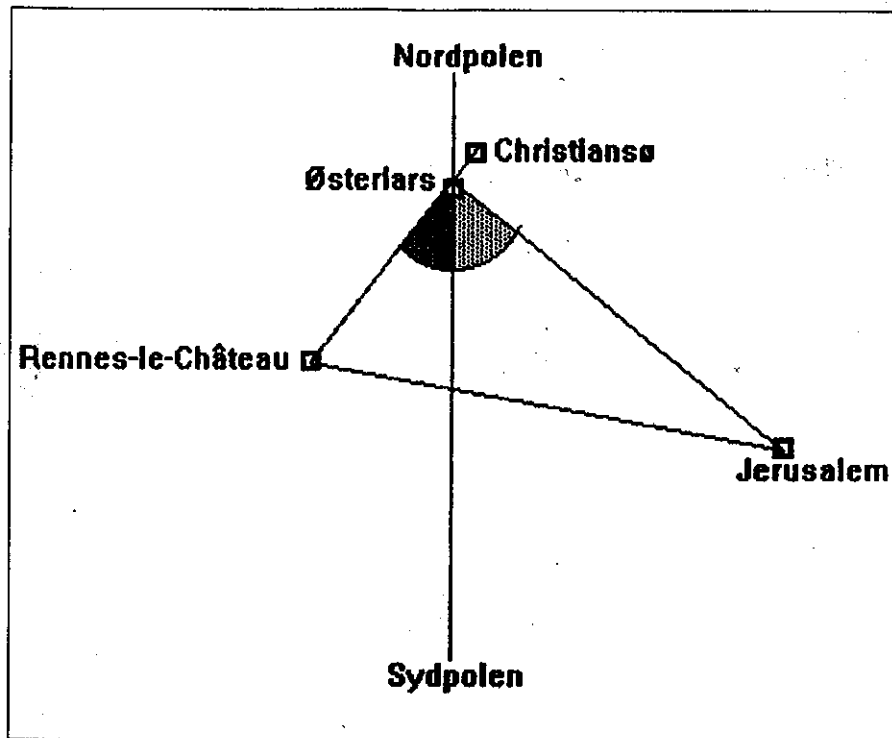 Nordpolen
Christiansø
Østerlars
Rennes-le-Château
Jerusalem
Sydpolen